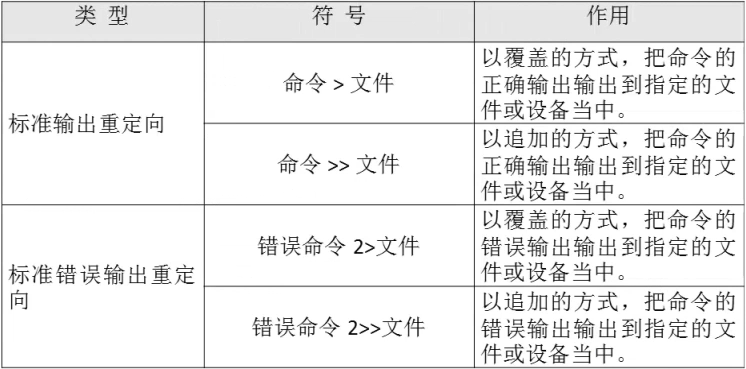 类 型
符 号
作用
标准输出重定向
命令 > 文件
以覆盖的方式，把命令的
正确输出输出到指定的文
件或设备当中。
命令 >> 文件
以追加的方式，把命令的
正确输出输出到指定的文
件或设备当中。
标准错误输出重定
向
错误命令 2>文件
以覆盖的方式，把命令的
错误输出输出到指定的文
件或设备当中。
错误命令 2>>文件
以追加的方式，把命令的
错误输出输出到指定的文
件或设备当中。